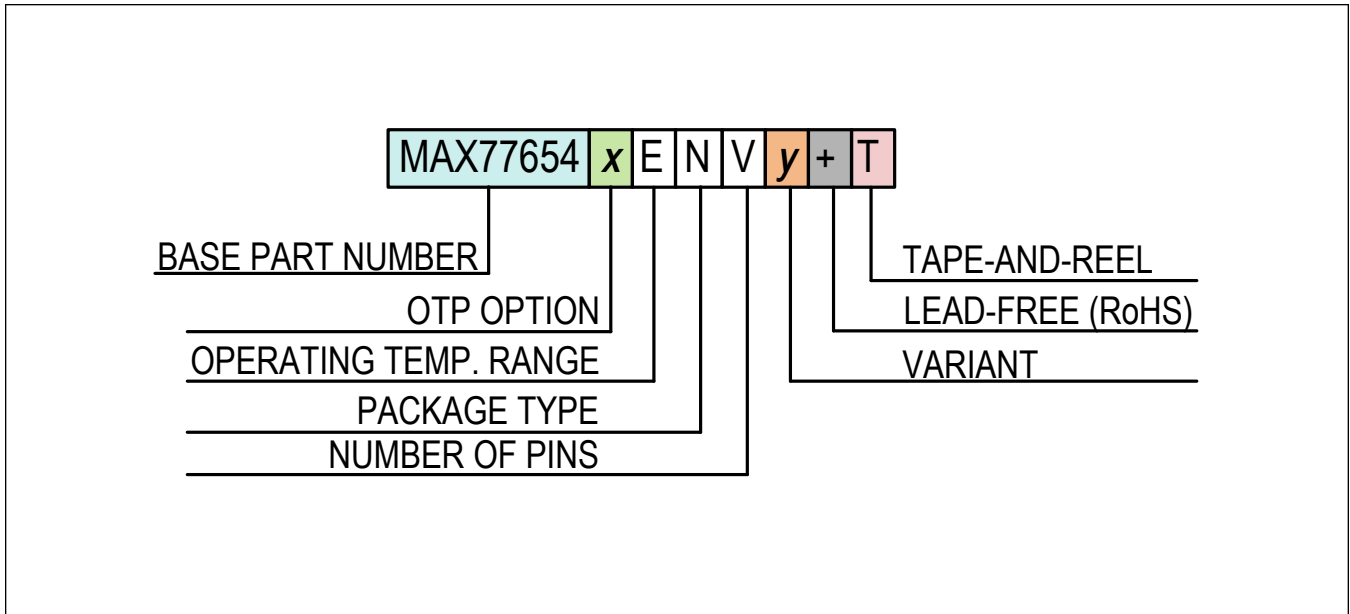 MAX77654 x E N V y + T
BASE PART NUMBER
OTP OPTION
OPERATING TEMP. RANGE
PACKAGE TYPE
NUMBER OF PINS
TAPE-AND-REEL
LEAD-FREE (RoHS)
VARIANT